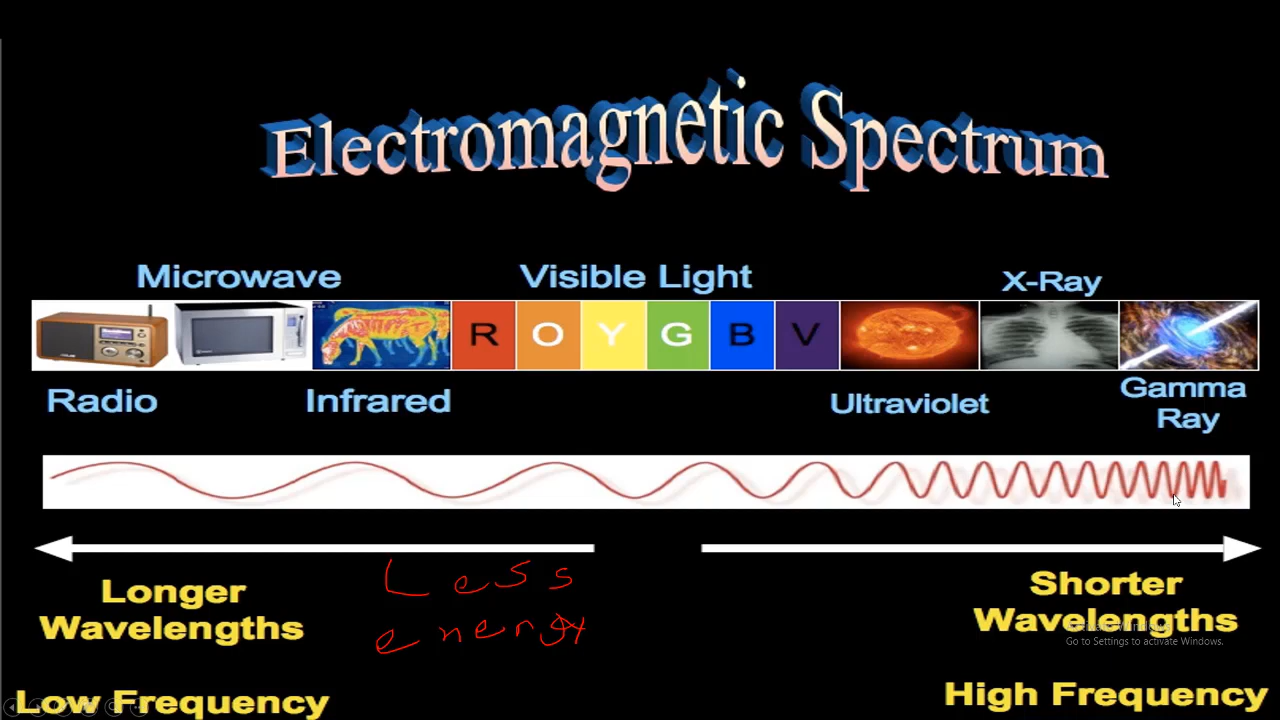 Electromagnetic Spectrum
Microwave Visible Light X-Ray
R O Y G B V
Radio Infrared Ultraviolet Gamma Ray
Longer Wavelengths
Less
energy
Shorter Wavelengths
Go to Settings to activate Windows.
Low Frequency High Frequency